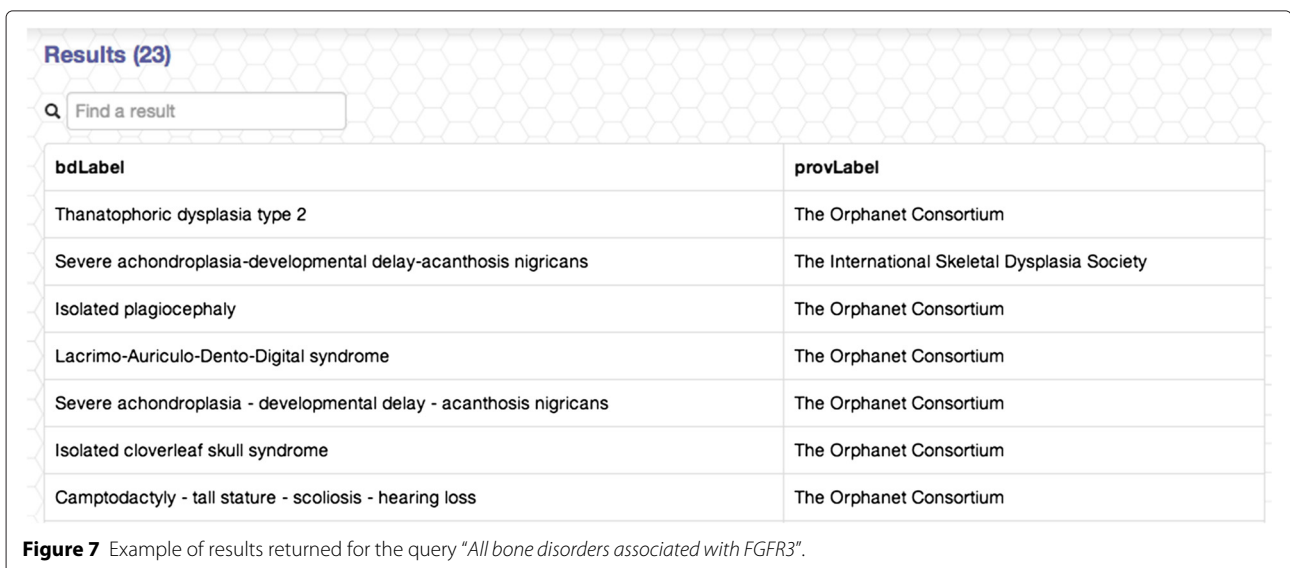 Results (23)
Find a result
bdLabel provLabel
Thanatophoric dysplasia type 2 The Orphanet Consortium
Severe achondroplasia-developmental delay-acanthosis nigricans The International Skeletal Dysplasia Society
Isolated plagiocephaly The Orphanet Consortium
Lacrimo-Auriculo-Dento-Digital syndrome The Orphanet Consortium
Severe achondroplasia - developmental delay - acanthosis nigricans The Orphanet Consortium
Isolated cloverleaf skull syndrome The Orphanet Consortium
Camptodactyly - tall stature - scoliosis - hearing loss The Orphanet Consortium
Figure 7 Example of results returned for the query "All bone disorders associated with FGFR3".